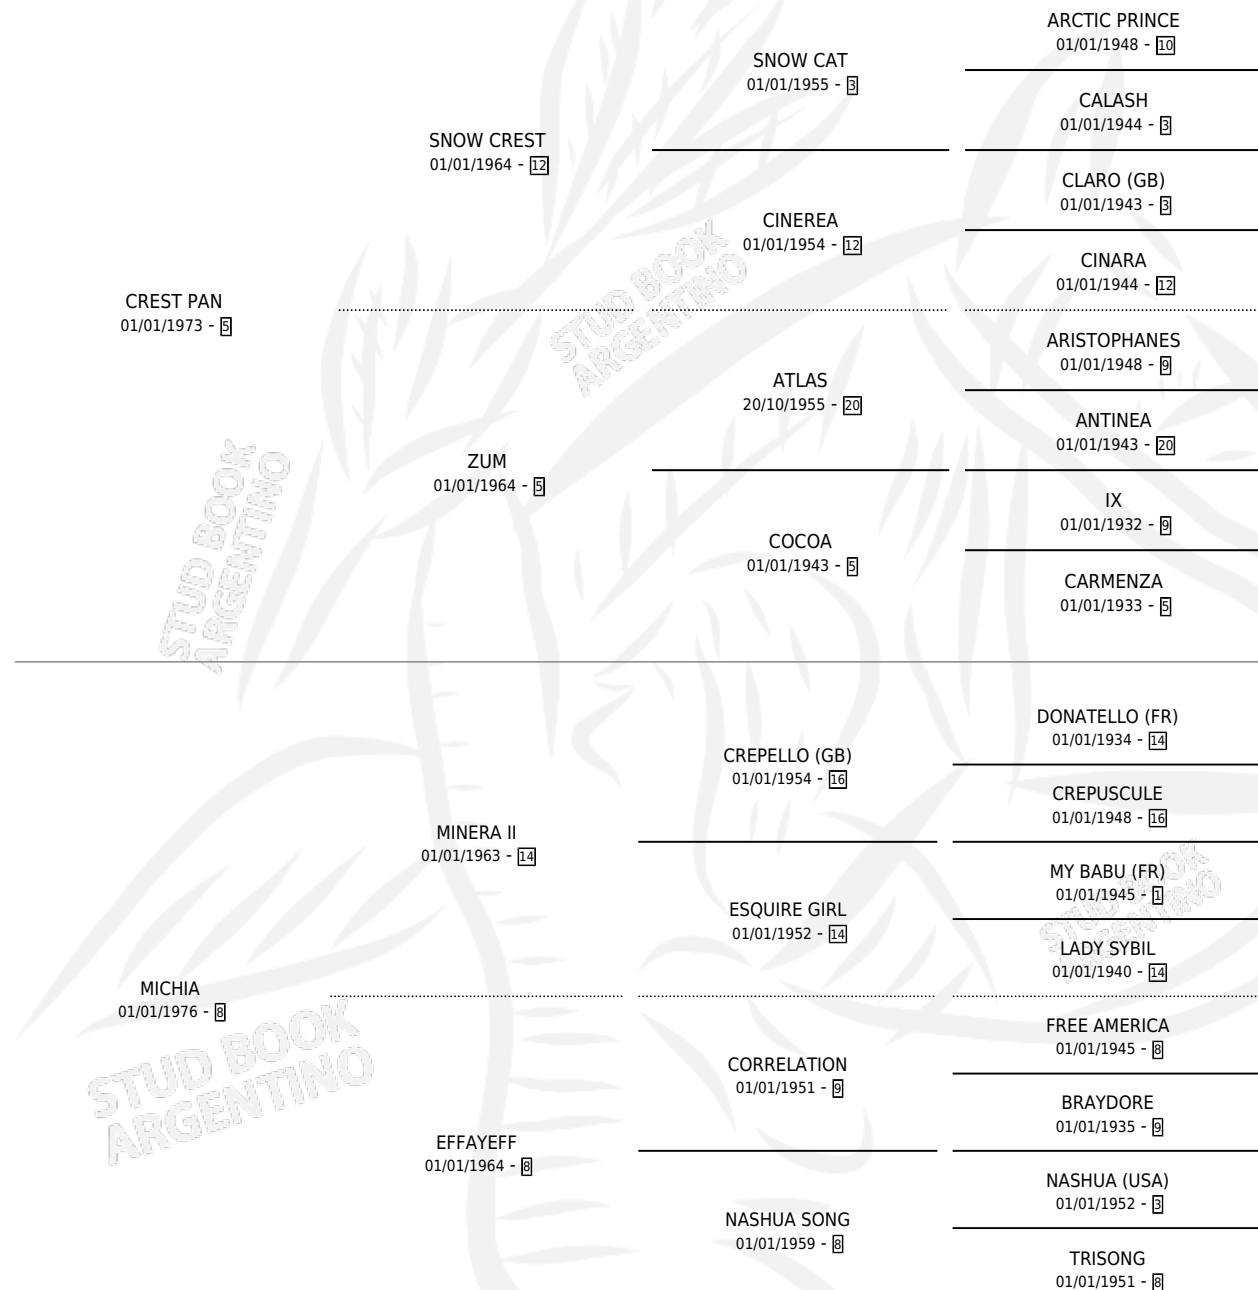 ARCTIC PRINCE
01/01/1948 - 10
SNOW CAT
01/01/1955 - 3
CALASH
01/01/1944 - 3
SNOW CREST
01/01/1964 - 12
CLARO (GB)
01/01/1943 - 3
CINEREA
01/01/1954 - 12
CINARA
01/01/1944 - 12
CREST PAN
01/01/1973 - 5
ARISTOPHANES
01/01/1948 - 9
ATLAS
20/10/1955 - 20
ANTINEA
01/01/1943 - 20
ZUM
01/01/1964 - 5
IX
01/01/1932 - 9
COCOA
01/01/1943 - 5
CARMENZA
01/01/1933 - 5
STUD BOOK
ARGENTINO
STUD BOOK
ARGENTINO
DONATELLO (FR)
01/01/1934 - 14
CREPELLO (GB)
01/01/1954 - 16
CREPUSCULE
01/01/1948 - 16
MINERA II
01/01/1963 - 14
MY BABU (FR)
01/01/1945 - 1
ESQUIRE GIRL
01/01/1952 - 14
LADY SYBIL
01/01/1940 - 14
MICHIA
01/01/1976 - 8
FREE AMERICA
01/01/1945 - 8
CORRELATION
01/01/1951 - 9
BRAYDORE
01/01/1935 - 9
EFFAYEFF
01/01/1964 - 8
NASHUA (USA)
01/01/1952 - 3
NASHUA SONG
01/01/1959 - 8
TRISONG
01/01/1951 - 8
STUD BOOK
ARGENTINO
STUD BOOK
ARGENTINO